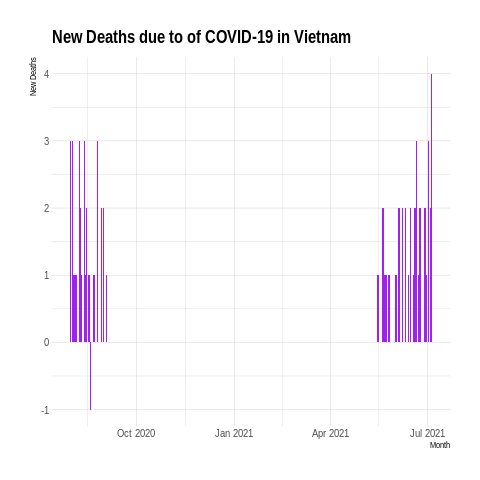 New Deaths due to of COVID-19 in Vietnam
New Deaths
4
3
2
1
0
-1
Oct 2020 Jan 2021 Apr 2021 Jul 2021
Month